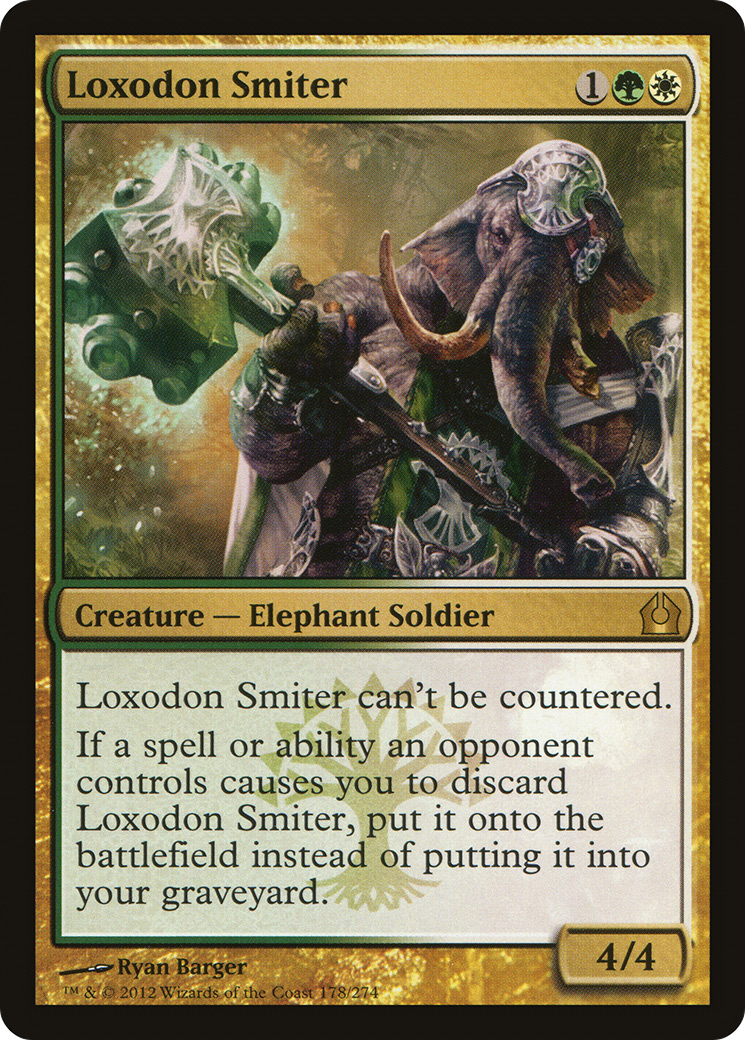 Loxodon Smiter 1
Creature — Elephant Soldier
Loxodon Smiter can't be countered.
If a spell or ability an opponent
controls causes you to discard
Loxodon Smiter, put it onto the
battlefield instead of putting it into
your graveyard.
4/4
Ryan Barger
™ & © 2012 Wizards of the Coast 178/274